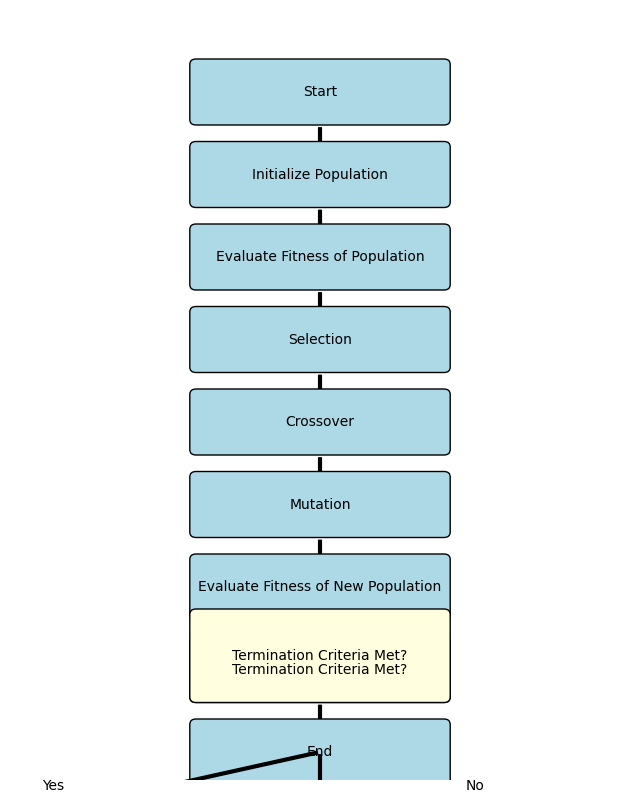 Start
Initialize Population
Evaluate Fitness of Population
Selection
Crossover
Mutation
Evaluate Fitness of New Population
Termination Criteria Met?
Termination Criteria Met?
End
Yes
No